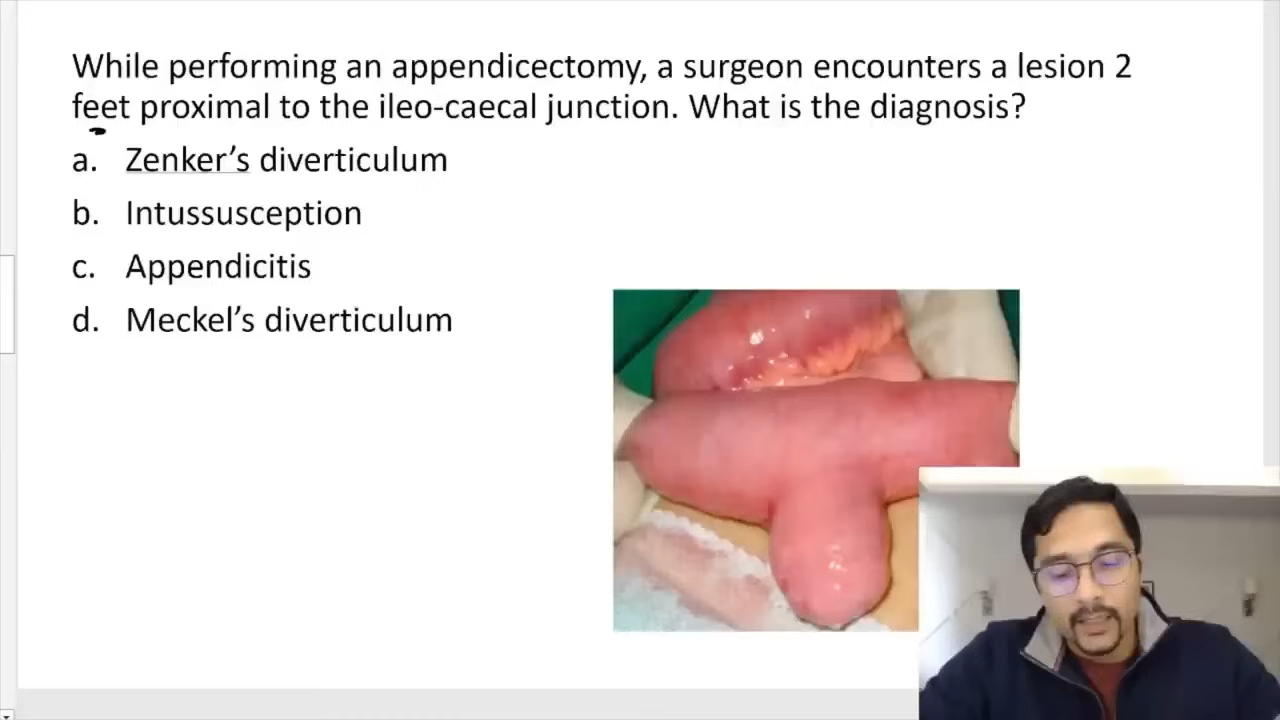 While performing an appendicectomy, a surgeon encounters a lesion 2
feet proximal to the ileo-caecal junction. What is the diagnosis?
a. Zenker’s diverticulum
b. Intussusception
c. Appendicitis
d. Meckel’s diverticulum